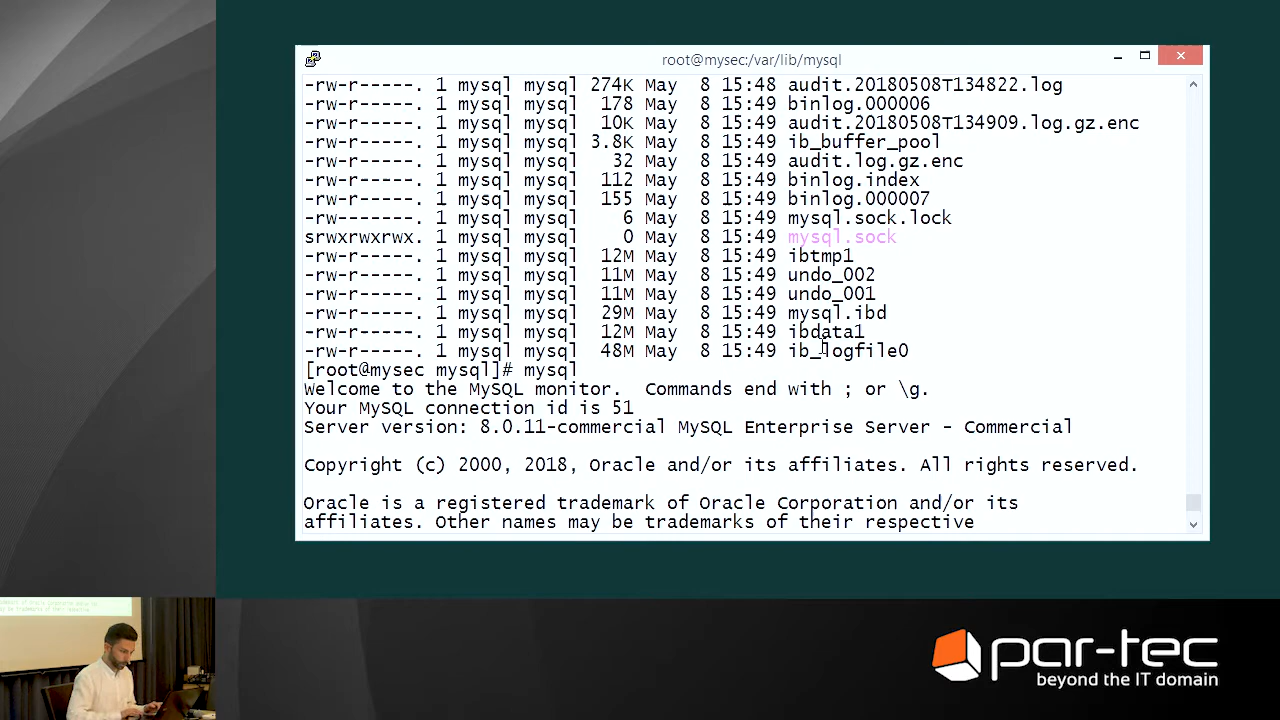 root@mysec:/var/lib/mysql
-rw-r-----. 1 mysql mysql 274K May  8 15:48 audit.20180508T134822.log
-rw-r-----. 1 mysql mysql  178 May  8 15:49 binlog.000006
-rw-r-----. 1 mysql mysql  10K May  8 15:49 audit.20180508T134909.log.gz.enc
-rw-r-----. 1 mysql mysql 3.8K May  8 15:49 ib_buffer_pool
-rw-r-----. 1 mysql mysql   32 May  8 15:49 audit.log.gz.enc
-rw-r-----. 1 mysql mysql  112 May  8 15:49 binlog.index
-rw-r-----. 1 mysql mysql  155 May  8 15:49 binlog.000007
-rw-------. 1 mysql mysql    6 May  8 15:49 mysql.sock.lock
srwxrwxrwx. 1 mysql mysql    0 May  8 15:49 mysql.sock
-rw-r-----. 1 mysql mysql  12M May  8 15:49 ibtmp1
-rw-r-----. 1 mysql mysql  11M May  8 15:49 undo_002
-rw-r-----. 1 mysql mysql  11M May  8 15:49 undo_001
-rw-r-----. 1 mysql mysql  29M May  8 15:49 mysql.ibd
-rw-r-----. 1 mysql mysql  12M May  8 15:49 ibdata1
-rw-r-----. 1 mysql mysql  48M May  8 15:49 ib_logfile0
[root@mysec mysql]# mysql
Welcome to the MySQL monitor.  Commands end with ; or \g.
Your MySQL connection id is 51
Server version: 8.0.11-commercial MySQL Enterprise Server - Commercial
Copyright (c) 2000, 2018, Oracle and/or its affiliates. All rights reserved.
Oracle is a registered trademark of Oracle Corporation and/or its
affiliates. Other names may be trademarks of their respective
par-tec
beyond the IT domain